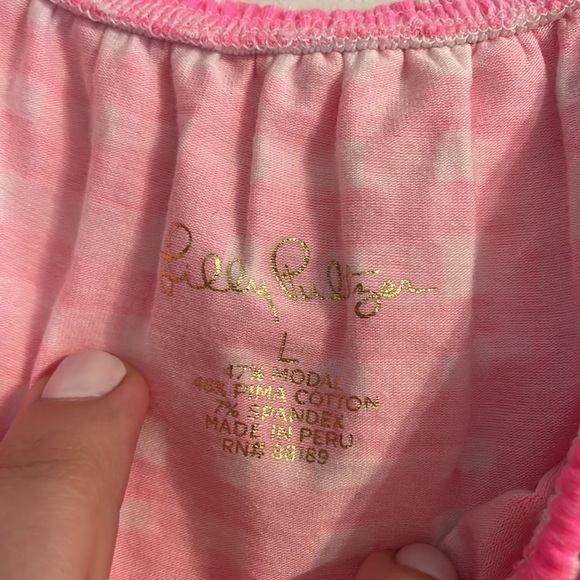 Lilly Pulitzer
L
47% MODAL
46% PIMA COTTON
7% SPANDEX
MADE IN PERU
RN# 88189